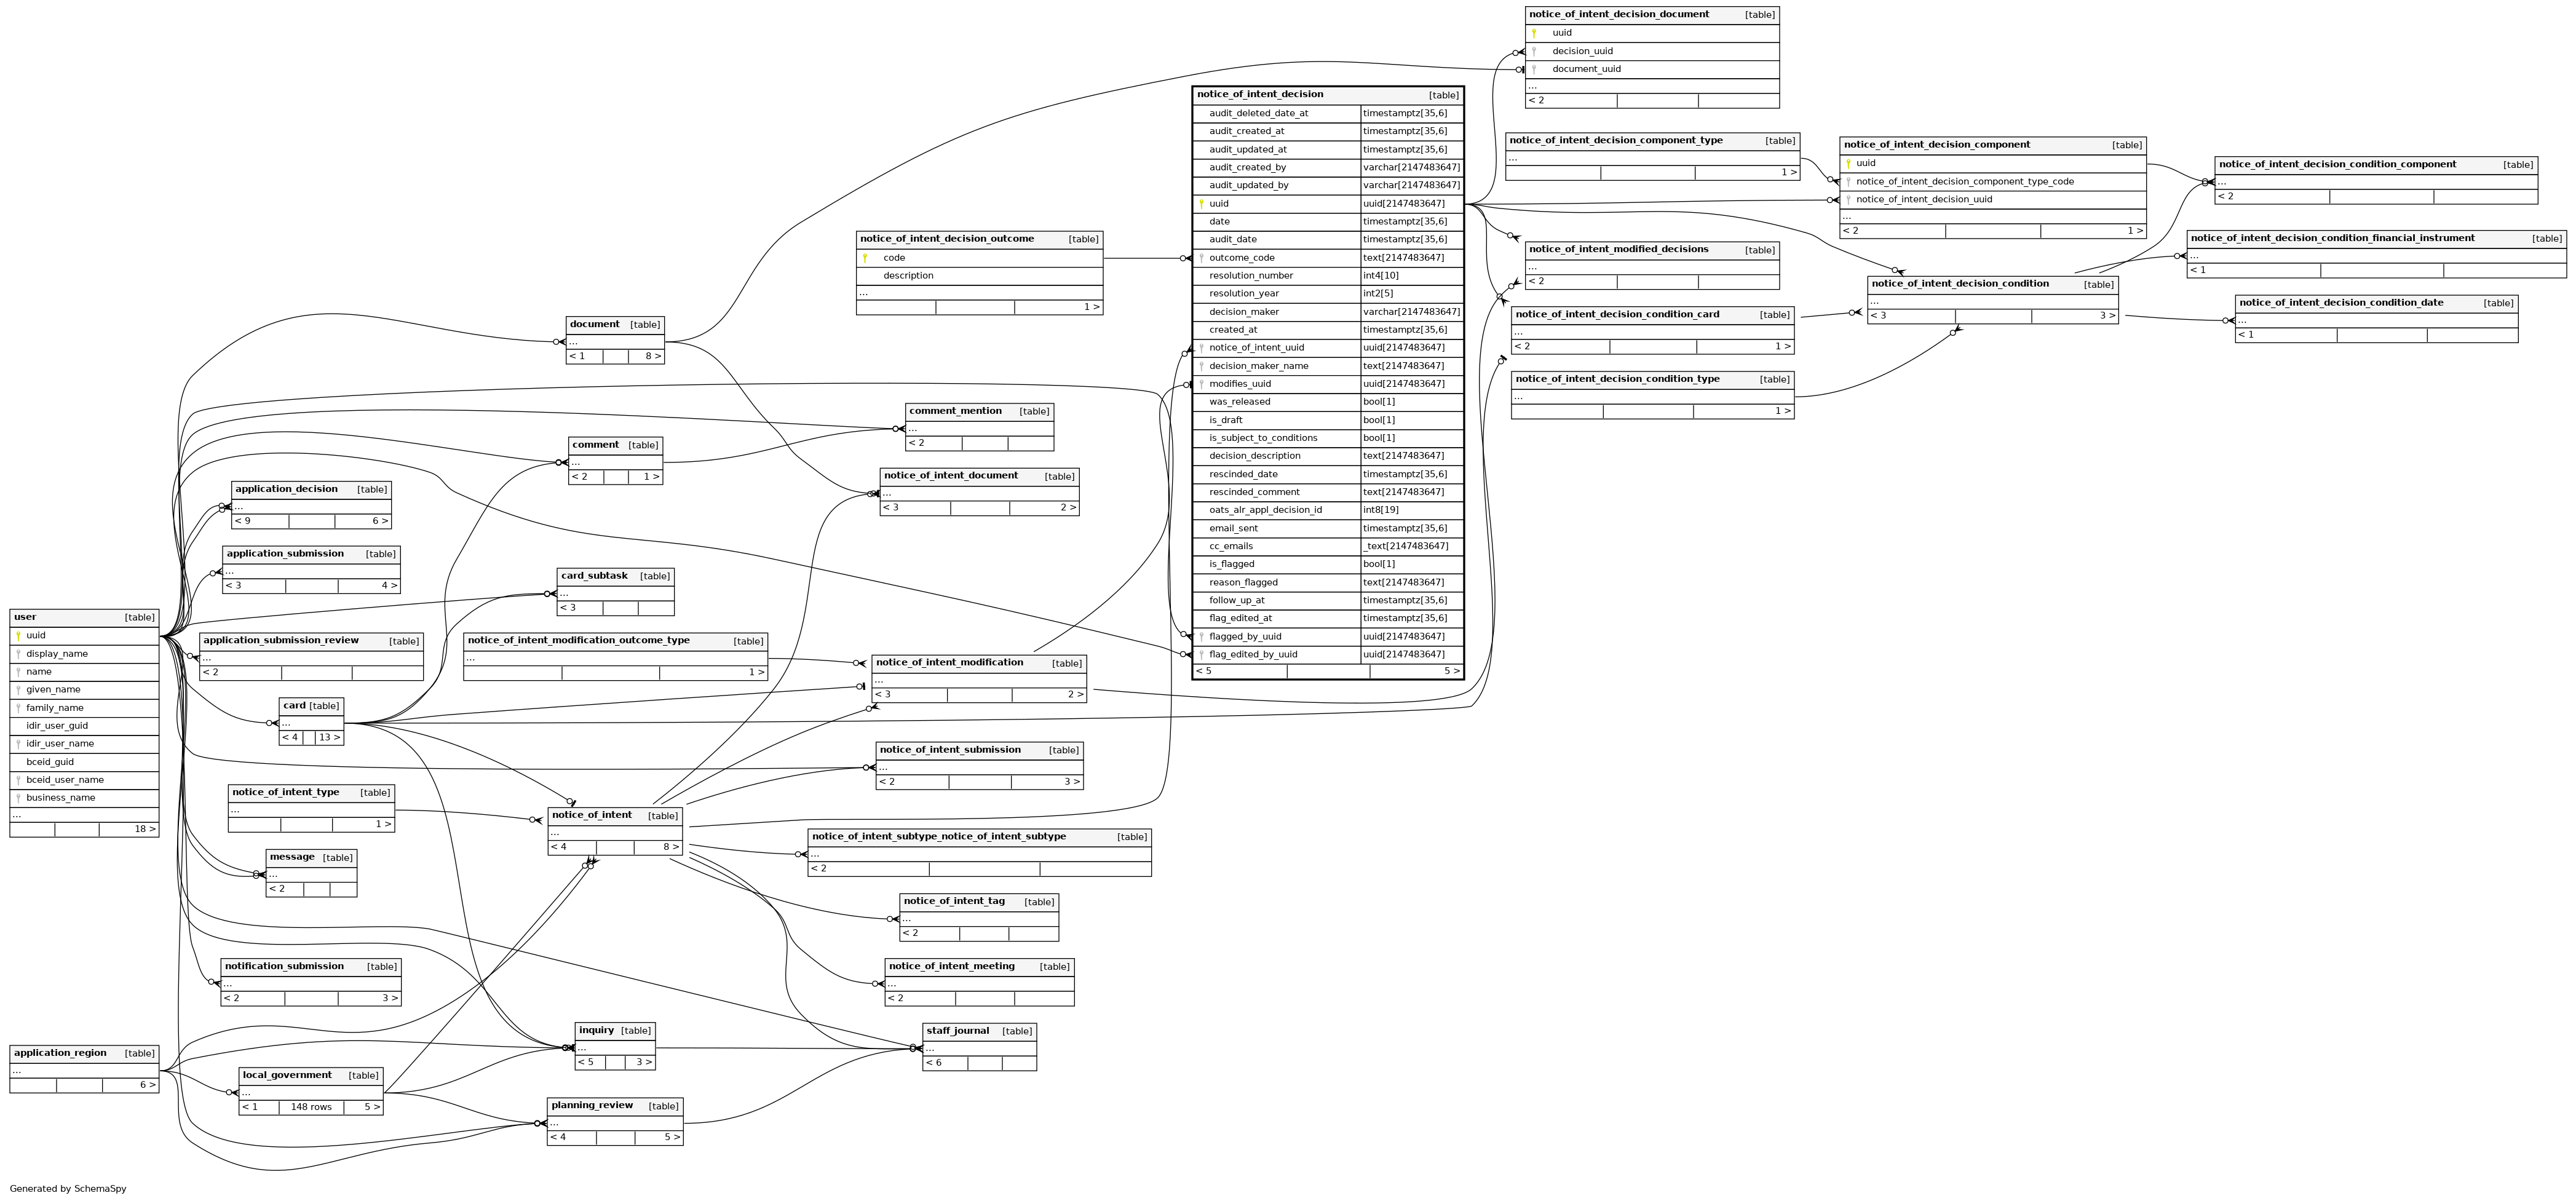 notice_of_intent_decision_document [table]
uuid
decision_uuid
document_uuid
...
< 2
notice_of_intent_decision [table]
audit_deleted_date_at timestamptz[35,6]
audit_created_at timestamptz[35,6]
audit_updated_at timestamptz[35,6]
audit_created_by varchar[2147483647]
audit_updated_by varchar[2147483647]
uuid uuid[2147483647]
date timestamptz[35,6]
audit_date timestamptz[35,6]
outcome_code text[2147483647]
resolution_number int4[10]
resolution_year int2[5]
decision_maker varchar[2147483647]
created_at timestamptz[35,6]
notice_of_intent_uuid uuid[2147483647]
decision_maker_name text[2147483647]
modifies_uuid uuid[2147483647]
was_released bool[1]
is_draft bool[1]
is_subject_to_conditions bool[1]
decision_description text[2147483647]
rescinded_date timestamptz[35,6]
rescinded_comment text[2147483647]
oats_alr_appl_decision_id int8[19]
email_sent timestamptz[35,6]
cc_emails _text[2147483647]
is_flagged bool[1]
reason_flagged text[2147483647]
follow_up_at timestamptz[35,6]
flag_edited_at timestamptz[35,6]
flagged_by_uuid uuid[2147483647]
flag_edited_by_uuid uuid[2147483647]
< 5 5 >
notice_of_intent_decision_component_type [table]
...
1 >
notice_of_intent_decision_component [table]
uuid
notice_of_intent_decision_component_type_code
notice_of_intent_decision_uuid
...
< 2 1 >
notice_of_intent_decision_condition_component [table]
...
< 2
notice_of_intent_decision_condition_financial_instrument [table]
...
< 1
notice_of_intent_modified_decisions [table]
...
< 2
notice_of_intent_decision_condition [table]
...
< 3 3 >
notice_of_intent_decision_condition_date [table]
...
< 1
notice_of_intent_decision_condition_card [table]
...
< 2 1 >
notice_of_intent_decision_condition_type [table]
...
1 >
notice_of_intent_decision_outcome [table]
code
description
...
1 >
document [table]
...
< 1 8 >
comment_mention [table]
...
< 2
comment [table]
...
< 2 1 >
notice_of_intent_document [table]
...
< 3 2 >
application_decision [table]
...
< 9 6 >
application_submission [table]
...
< 3 4 >
card_subtask [table]
...
< 3
user [table]
uuid
display_name
name
given_name
family_name
idir_user_guid
idir_user_name
bceid_guid
bceid_user_name
business_name
...
18 >
application_submission_review [table]
...
< 2
notice_of_intent_modification_outcome_type [table]
...
1 >
notice_of_intent_modification [table]
...
< 3 2 >
card [table]
...
< 4 13 >
notice_of_intent_submission [table]
...
< 2 3 >
notice_of_intent_type [table]
...
1 >
notice_of_intent [table]
...
< 4 8 >
notice_of_intent_subtype_notice_of_intent_subtype [table]
...
< 2
message [table]
...
< 2
notice_of_intent_tag [table]
...
< 2
notification_submission [table]
...
< 2 3 >
notice_of_intent_meeting [table]
...
< 2
inquiry [table]
...
< 5 3 >
staff_journal [table]
...
< 6
application_region [table]
...
6 >
local_government [table]
...
< 1 148 rows 5 >
planning_review [table]
...
< 4 5 >
Generated by SchemaSpy